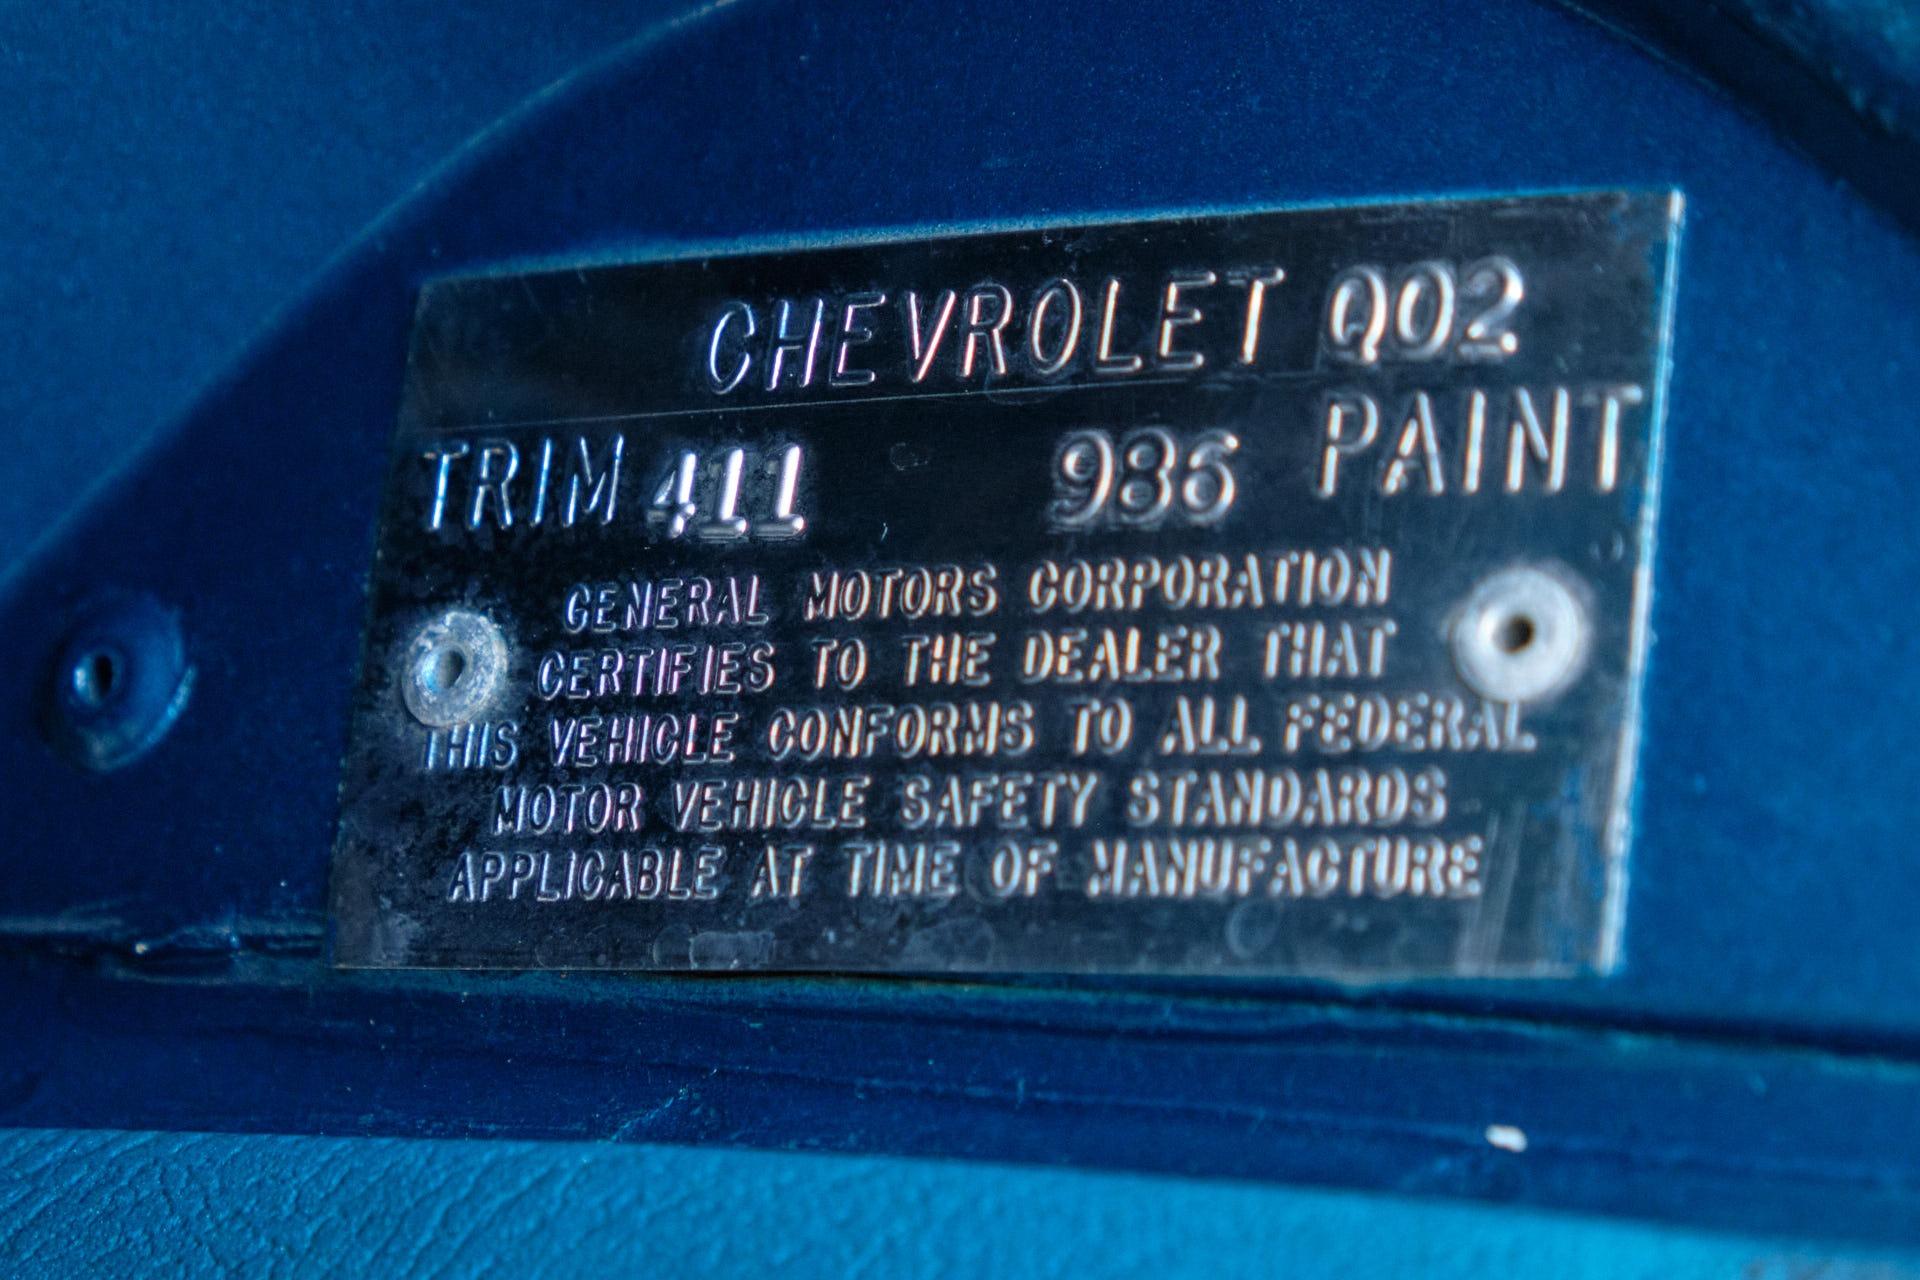 CHEVROLET Q02
TRIM 411 986 PAINT
GENERAL MOTORS CORPORATION
CERTIFIES TO THE DEALER THAT
THIS VEHICLE CONFORMS TO ALL FEDERAL
MOTOR VEHICLE SAFETY STANDARDS
APPLICABLE AT TIME OF MANUFACTURE